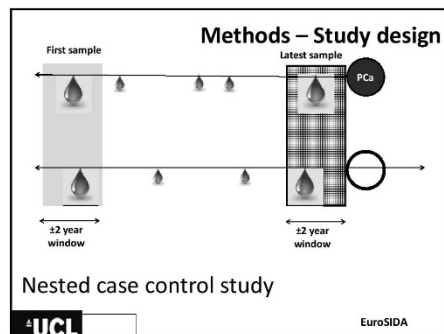 Methods – Study design
First sample
Latest sample
PCa
±2 year
window
±2 year
window
Nested case control study
UCL
EuroSIDA